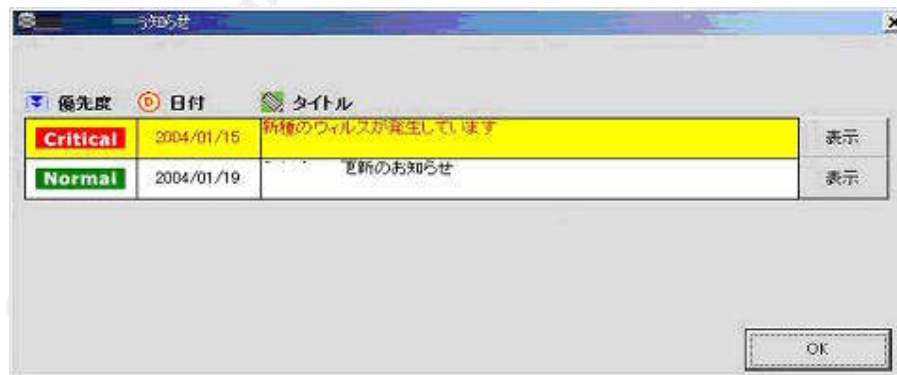 お知らせ
優先度 日付 タイトル
Critical 2004/01/15 新種のウィルスが発生しています 表示
Normal 2004/01/19 更新のお知らせ 表示
OK